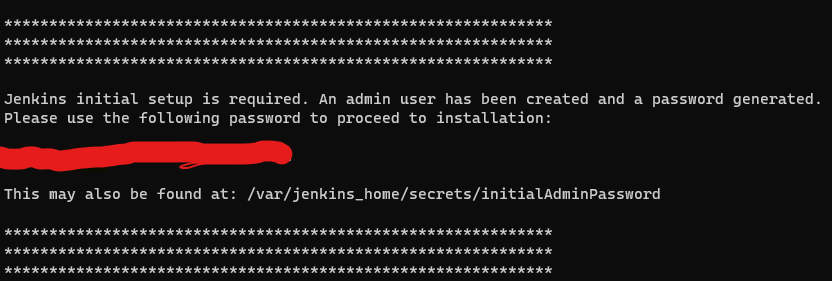 *************************************************************
*************************************************************
*************************************************************
Jenkins initial setup is required. An admin user has been created and a password generated.
Please use the following password to proceed to installation:
This may also be found at: /var/jenkins_home/secrets/initialAdminPassword
*************************************************************
*************************************************************
*************************************************************